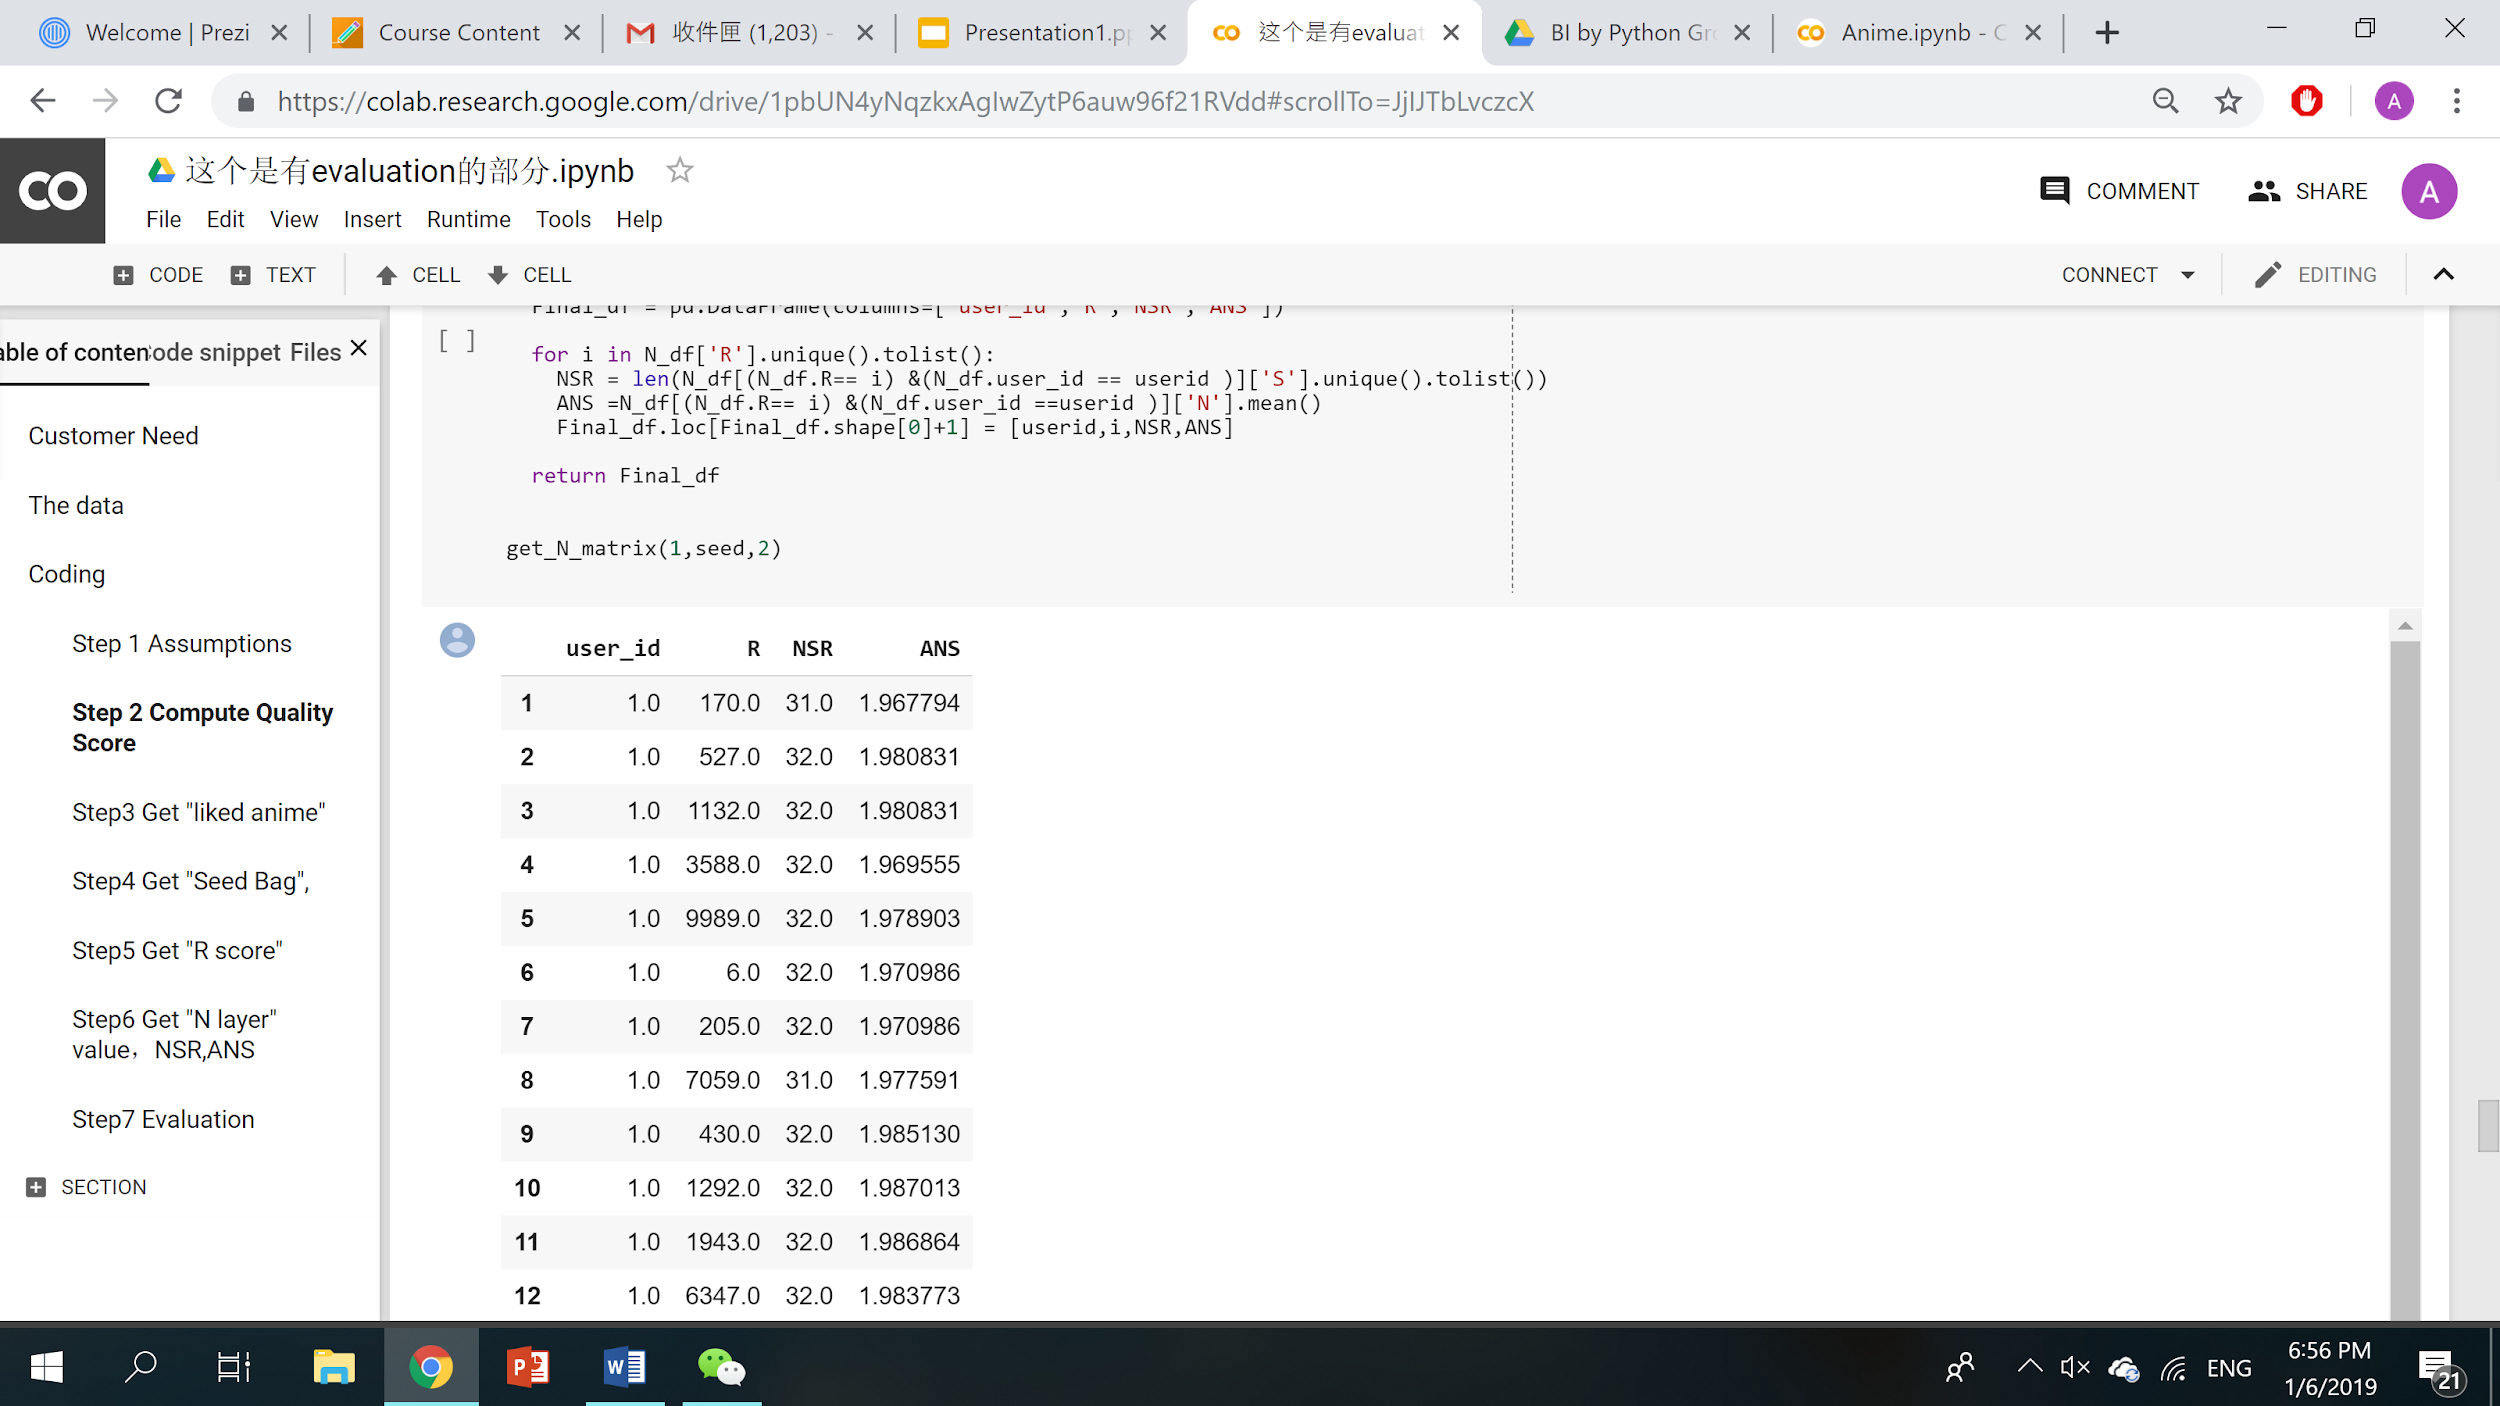 Welcome | Prezi
Course Content
收件匣 (1,203) -
Presentation1.pp
这个是有evaluat
BI by Python Gro
Anime.ipynb - C
https://colab.research.google.com/drive/1pbUN4yNqzkxAgIwZytP6auw96f21RVdd#scrollTo=JjIJTbLvczcX
A
CO
这个是有evaluation的部分.ipynb
COMMENT
SHARE
A
File Edit View Insert Runtime Tools Help
CODE TEXT CELL CELL
CONNECT
EDITING
able of conten ode snippet Files
Customer Need
The data
Coding
Step 1 Assumptions
Step 2 Compute Quality
Score
Step3 Get "liked anime"
Step4 Get "Seed Bag",
Step5 Get "R score"
Step6 Get "N layer"
value，NSR,ANS
Step7 Evaluation
SECTION
Final_df = pd.DataFrame(columns=['user_id','R','NSR','ANS'])
[ ]
for i in N_df['R'].unique().tolist():
NSR = len(N_df[(N_df.R== i) &(N_df.user_id == userid )]['S'].unique().tolist())
ANS =N_df[(N_df.R== i) &(N_df.user_id ==userid )]['N'].mean()
Final_df.loc[Final_df.shape[0]+1] = [userid,i,NSR,ANS]
return Final_df
get_N_matrix(1,seed,2)
user_id R NSR ANS
1 1.0 170.0 31.0 1.967794
2 1.0 527.0 32.0 1.980831
3 1.0 1132.0 32.0 1.980831
4 1.0 3588.0 32.0 1.969555
5 1.0 9989.0 32.0 1.978903
6 1.0 6.0 32.0 1.970986
7 1.0 205.0 32.0 1.970986
8 1.0 7059.0 31.0 1.977591
9 1.0 430.0 32.0 1.985130
10 1.0 1292.0 32.0 1.987013
11 1.0 1943.0 32.0 1.986864
12 1.0 6347.0 32.0 1.983773
ENG
6:56 PM
1/6/2019
21